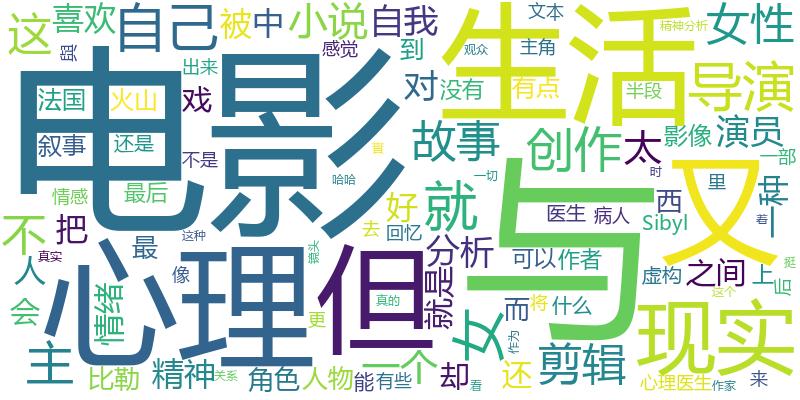 这
喜欢
自己
被
中
小说
自我
文本
精神分析
女性
感觉
到
观众
主角
生活
导演
电影
出来
法国
火山
戏
对
没有
有点
半段
叙事
还是
不是
故事
创作
太
影像
演员
一部
情感
最后
哈哈
一切
时
里
一种
不
把
最
这种
好
去
回忆
就
与
医生
病人
西
Sibyl
又
着
人
真实
像
心理
但
镜头
真的
分析
就是
可以
作者
虚构
之间
上
后
挺
会
情绪
更
女
而
将
什么
这个
现实
主
比勒
精神
关系
角色
人物
能
有些
一个
看
却
作为
还
剪辑
心理医生
作家
来